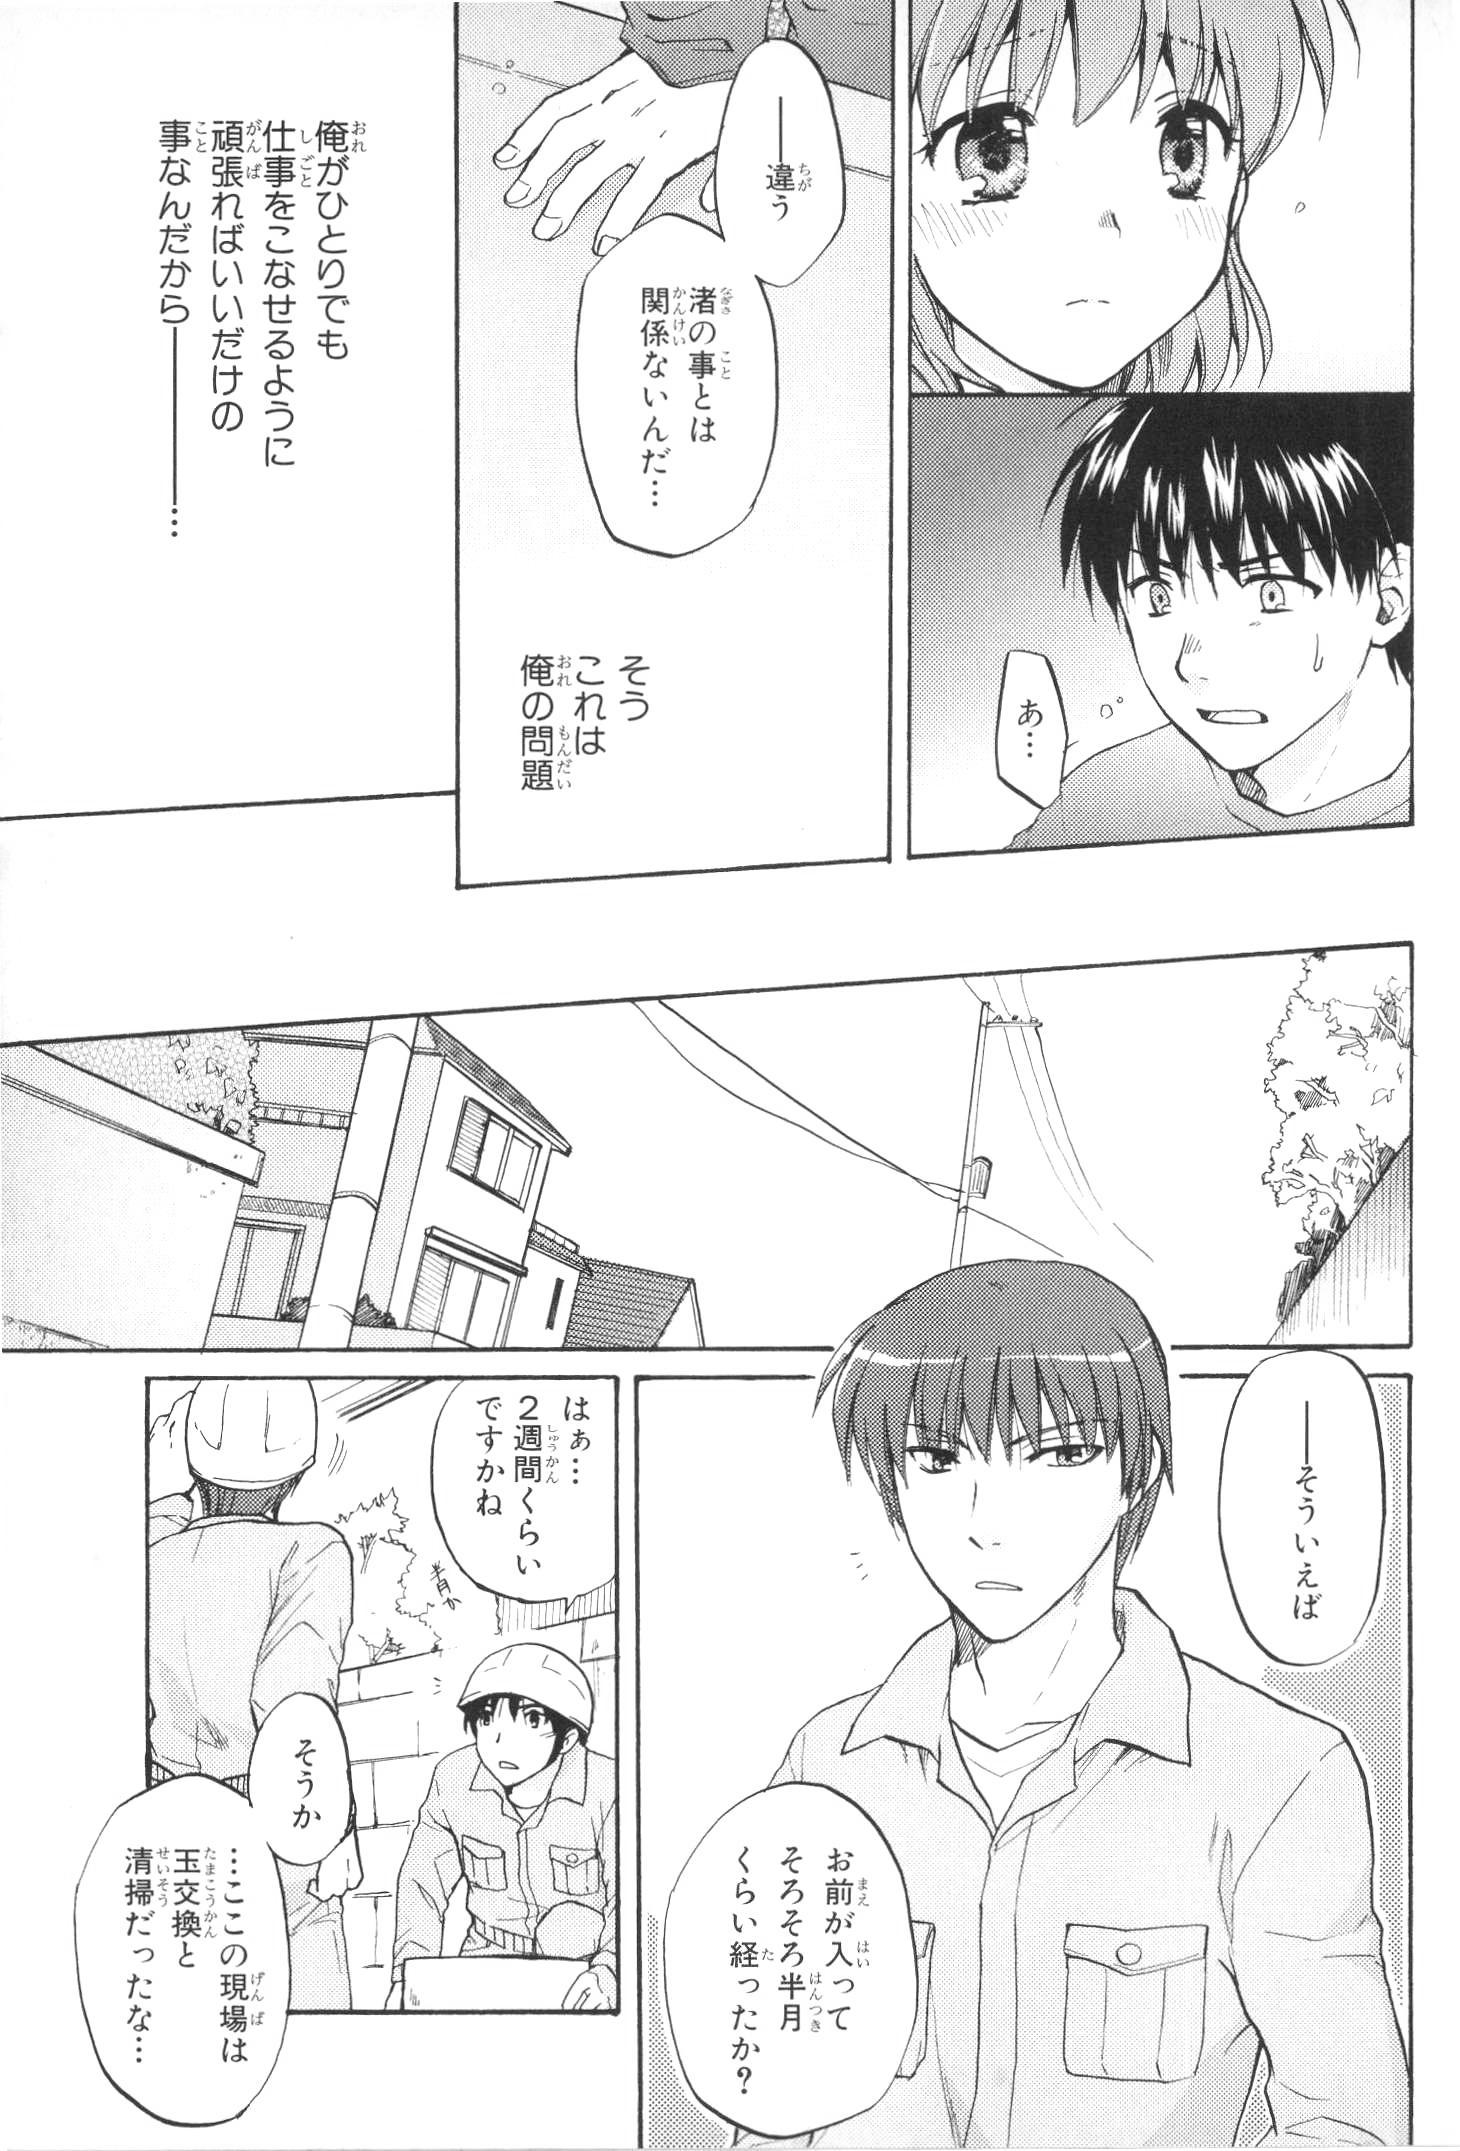 あ…
――違う
渚の事とは
関係ないんだ…
そう
これは
俺の問題
俺がひとりでも
仕事をこなせるように
頑張ればいいだけの
事なんだから――…
――そういえば
お前が入って
そろそろ半月
くらい経ったか?
はぁ…
2週間くらい
ですかね
半月か
そうか
…ここの現場は
玉交換と
清掃だったな…